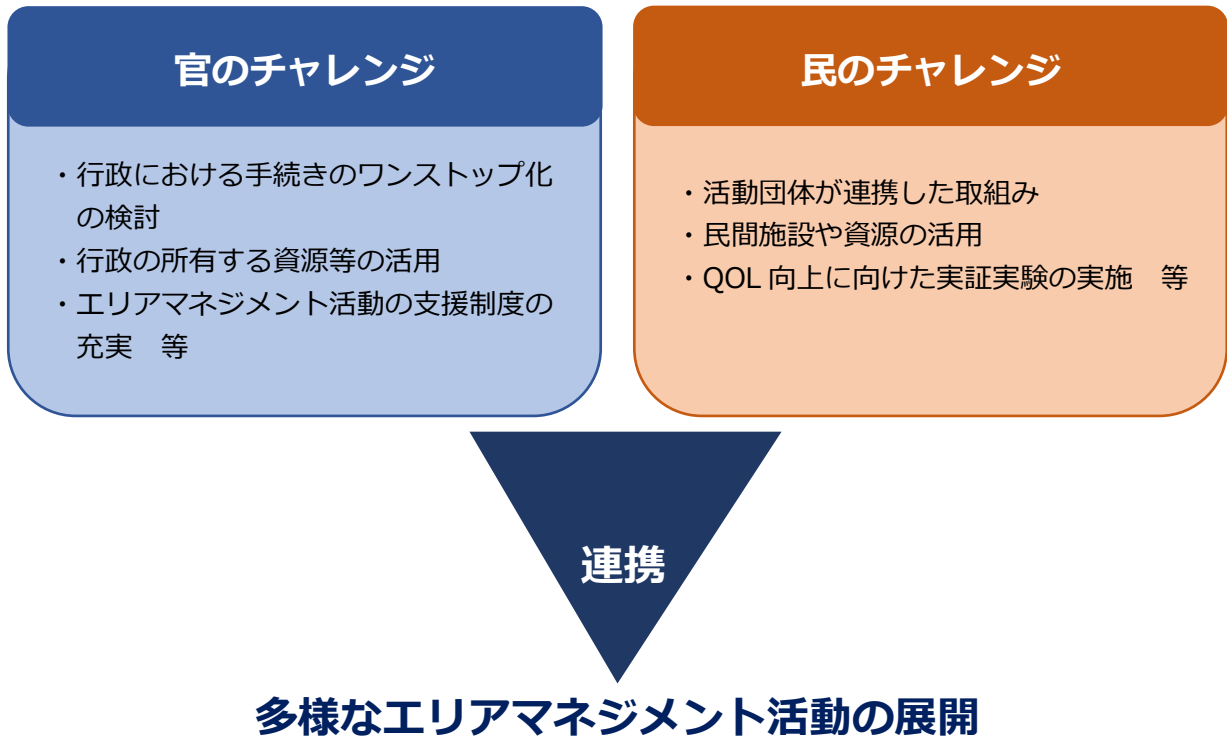 官のチャレンジ
・行政における手続きのワンストップ化
の検討
・行政の所有する資源等の活用
・エリアマネジメント活動の支援制度の
充実　等
民のチャレンジ
・活動団体が連携した取組み
・民間施設や資源の活用
・QOL 向上に向けた実証実験の実施　等
連携
多様なエリアマネジメント活動の展開